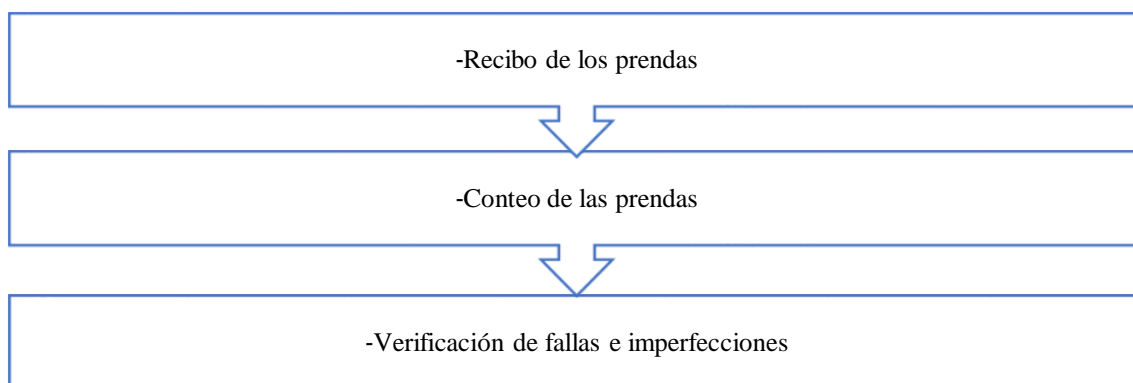 -Recibo de los prendas
-Conteo de las prendas
-Verificación de fallas e imperfecciones